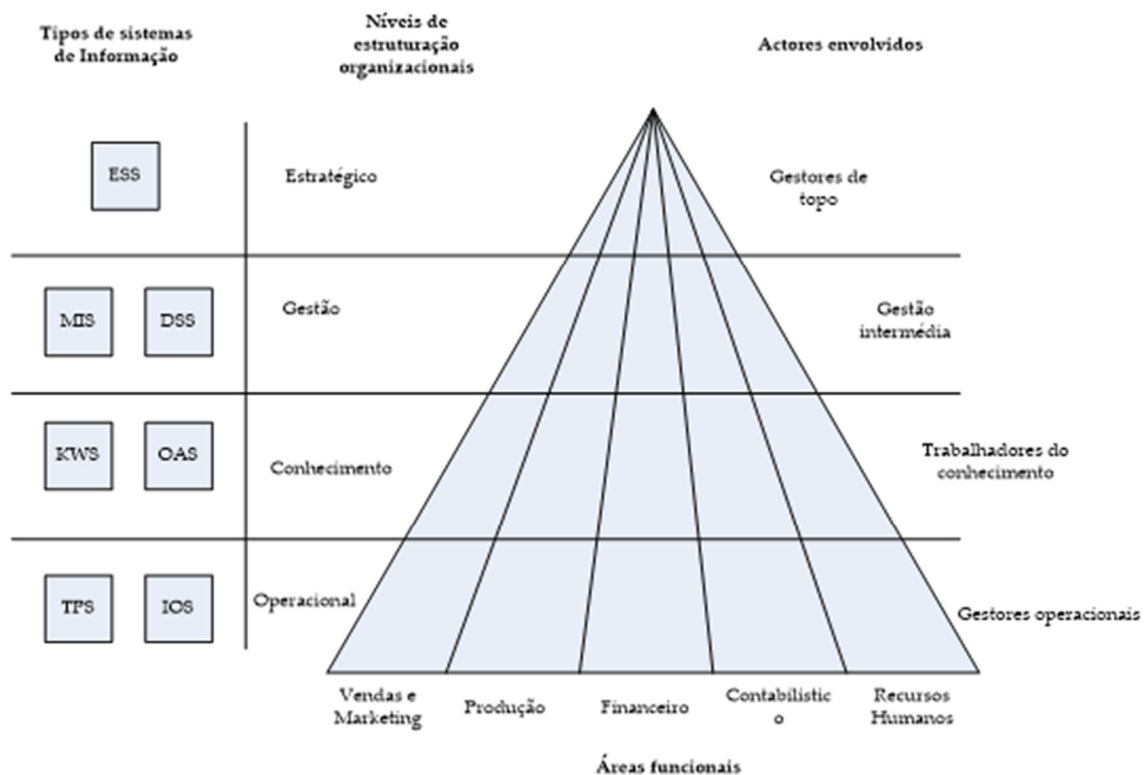 Tipos de sistemas
de Informação
Níveis de
estruturação
organizacionais
Actores envolvidos
ESS
Estratégico
Gestores de
topo
MIS
DSS
Gestão
Gestão
intermédia
KWS
OAS
Conhecimento
Trabalhadores do
conhecimento
TPS
IOS
Operacional
Gestores operacionais
Vendas e
Marketing
Produção
Financeiro
Contabilístic
o
Recursos
Humanos
Áreas funcionais